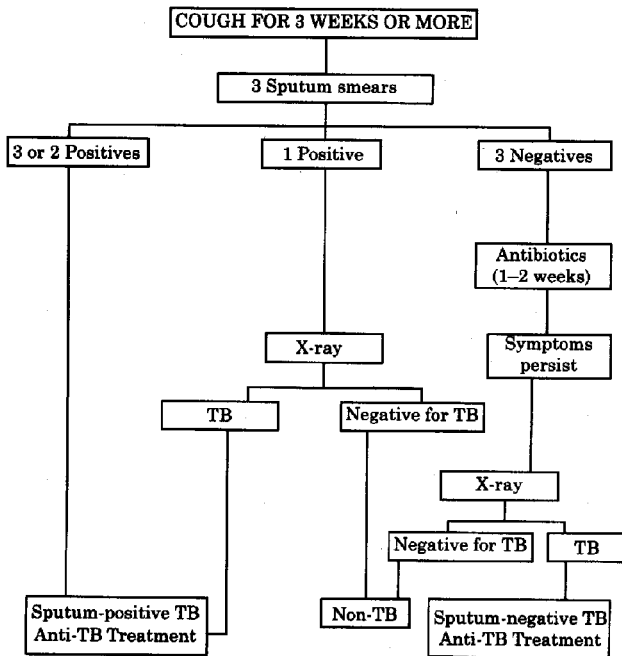 COUGH FOR 3 WEEKS OR MORE
3 Sputum smears
3 or 2 Positives
1 Positive
3 Negatives
Antibiotics
(1–2 weeks)
X-ray
Symptoms
persist
TB
Negative for TB
X-ray
Negative for TB
TB
Sputum-positive TB
Anti-TB Treatment
Non-TB
Sputum-negative TB
Anti-TB Treatment